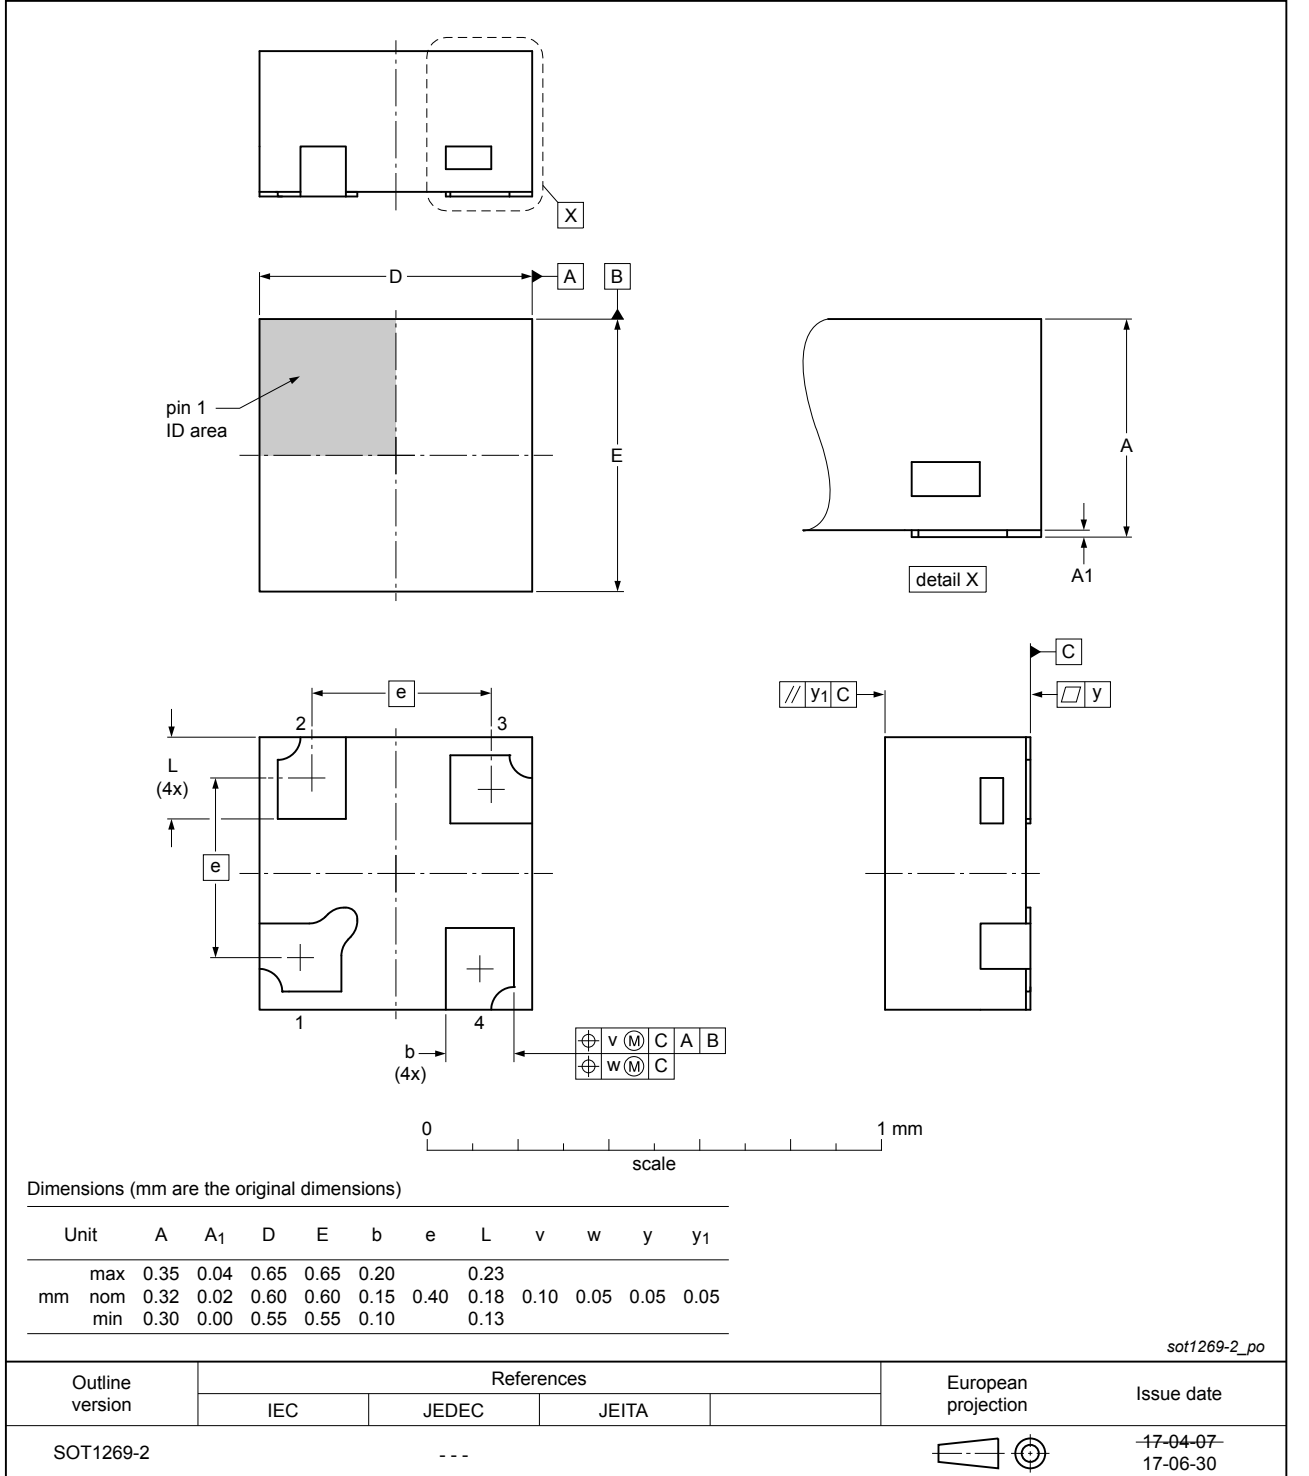 X
D
A
B
pin 1
ID area
E
A
detail X
A1
C
e
// y1 C
y
2
3
L
(4x)
e
1
4
b
(4x)
v M C A B
w M C
0
1 mm
scale
Dimensions (mm are the original dimensions)
Unit A A1 D E b e L v w y y1
max 0.35 0.04 0.65 0.65 0.20 0.23
mm nom 0.32 0.02 0.60 0.60 0.15 0.40 0.18 0.10 0.05 0.05 0.05
min 0.30 0.00 0.55 0.55 0.10 0.13
sot1269-2_po
Outline
version
References
IEC JEDEC JEITA
European
projection
Issue date
SOT1269-2
- - -
17-04-07
17-06-30